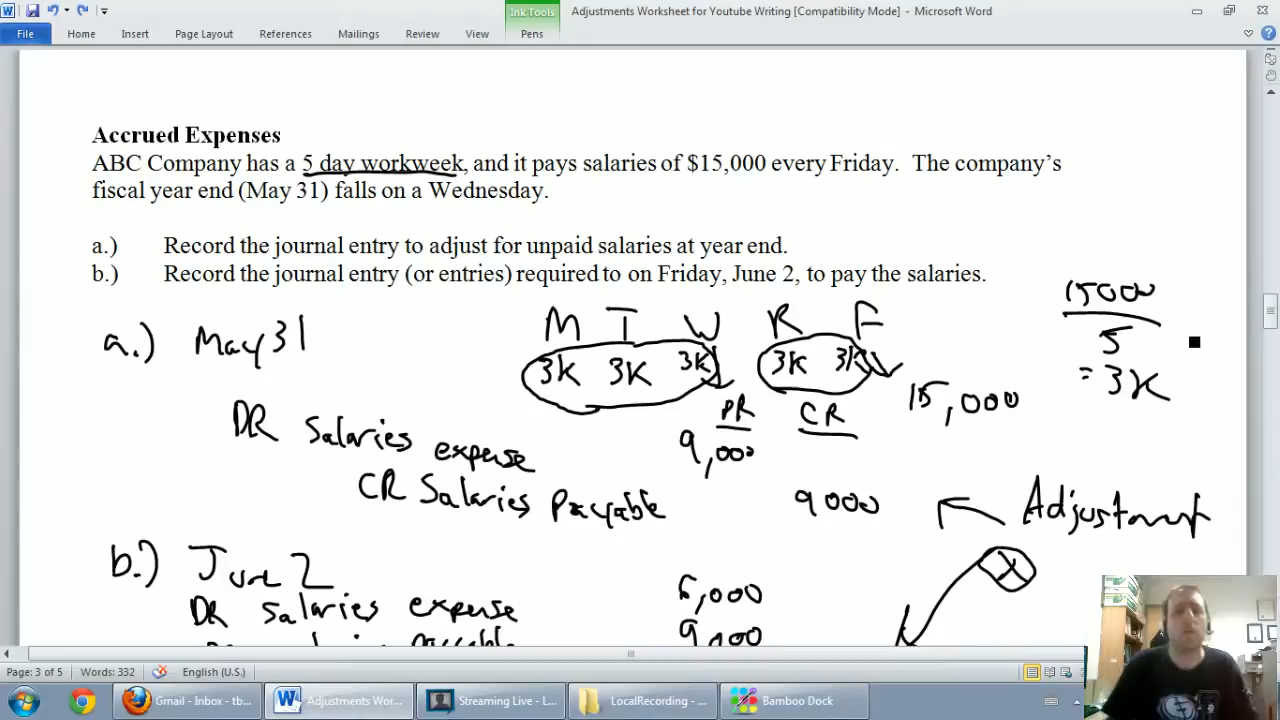 Ink Tools
Adjustments Worksheet for Youtube Writing [Compatibility Mode] - Microsoft Word
File Home Insert Page Layout References Mailings Review View Pens
Accrued Expenses
ABC Company has a 5 day workweek, and it pays salaries of $15,000 every Friday. The company's
fiscal year end (May 31) falls on a Wednesday.
a.) Record the journal entry to adjust for unpaid salaries at year end.
b.) Record the journal entry (or entries) required to on Friday, June 2, to pay the salaries.
15000
5
= 3K
M T W R F
a.) May 31
3K 3K 3K 3K 3K
15,000
DR CR
DR Salaries expense 9,000
CR Salaries Payable 9000
Adjustment
b.) June 2
X
DR Salaries expense 6,000
9,000
Page: 3 of 5 Words: 332 English (U.S.)
Gmail - Inbox - tb... Adjustments Wor... Streaming Live - L... LocalRecording - ... Bamboo Dock